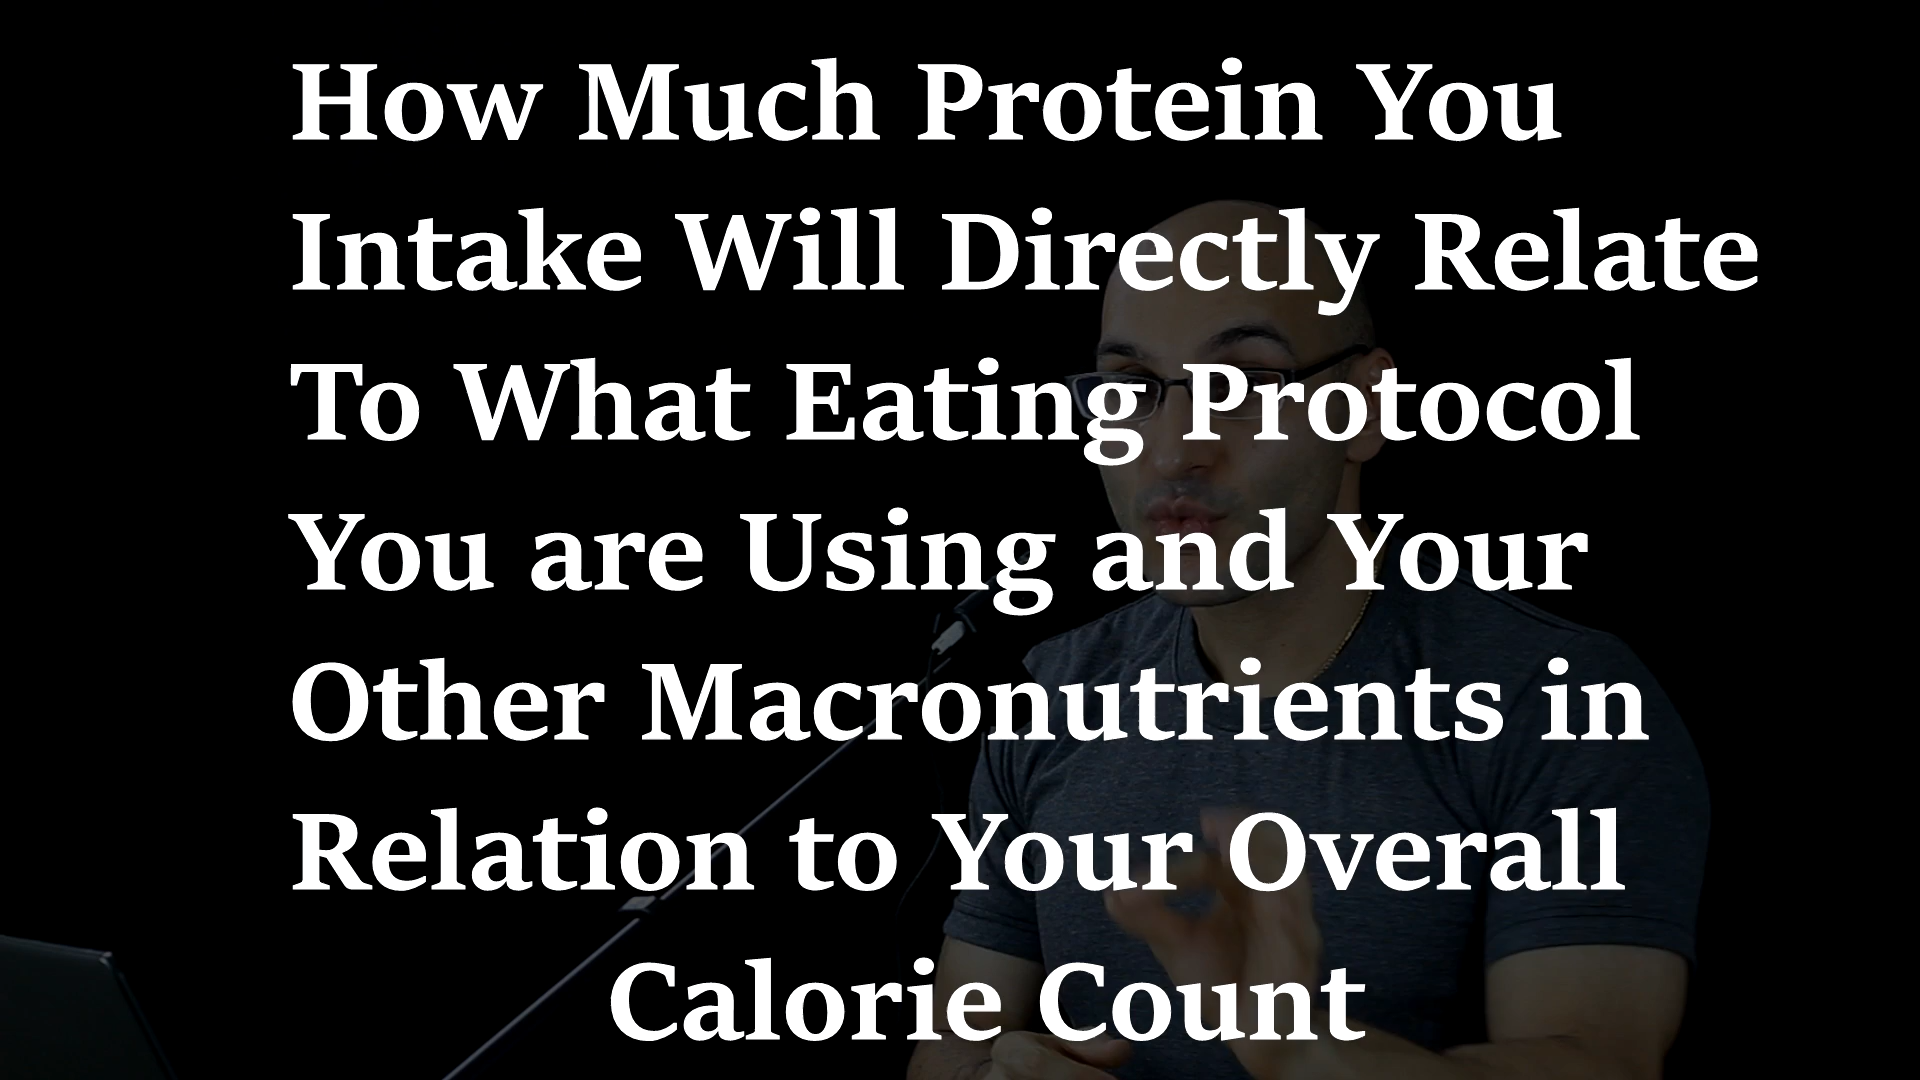 How Much Protein You
Intake Will Directly Relate
To What Eating Protocol
You are Using and Your
Other Macronutrients in
Relation to Your Overall
Calorie Count